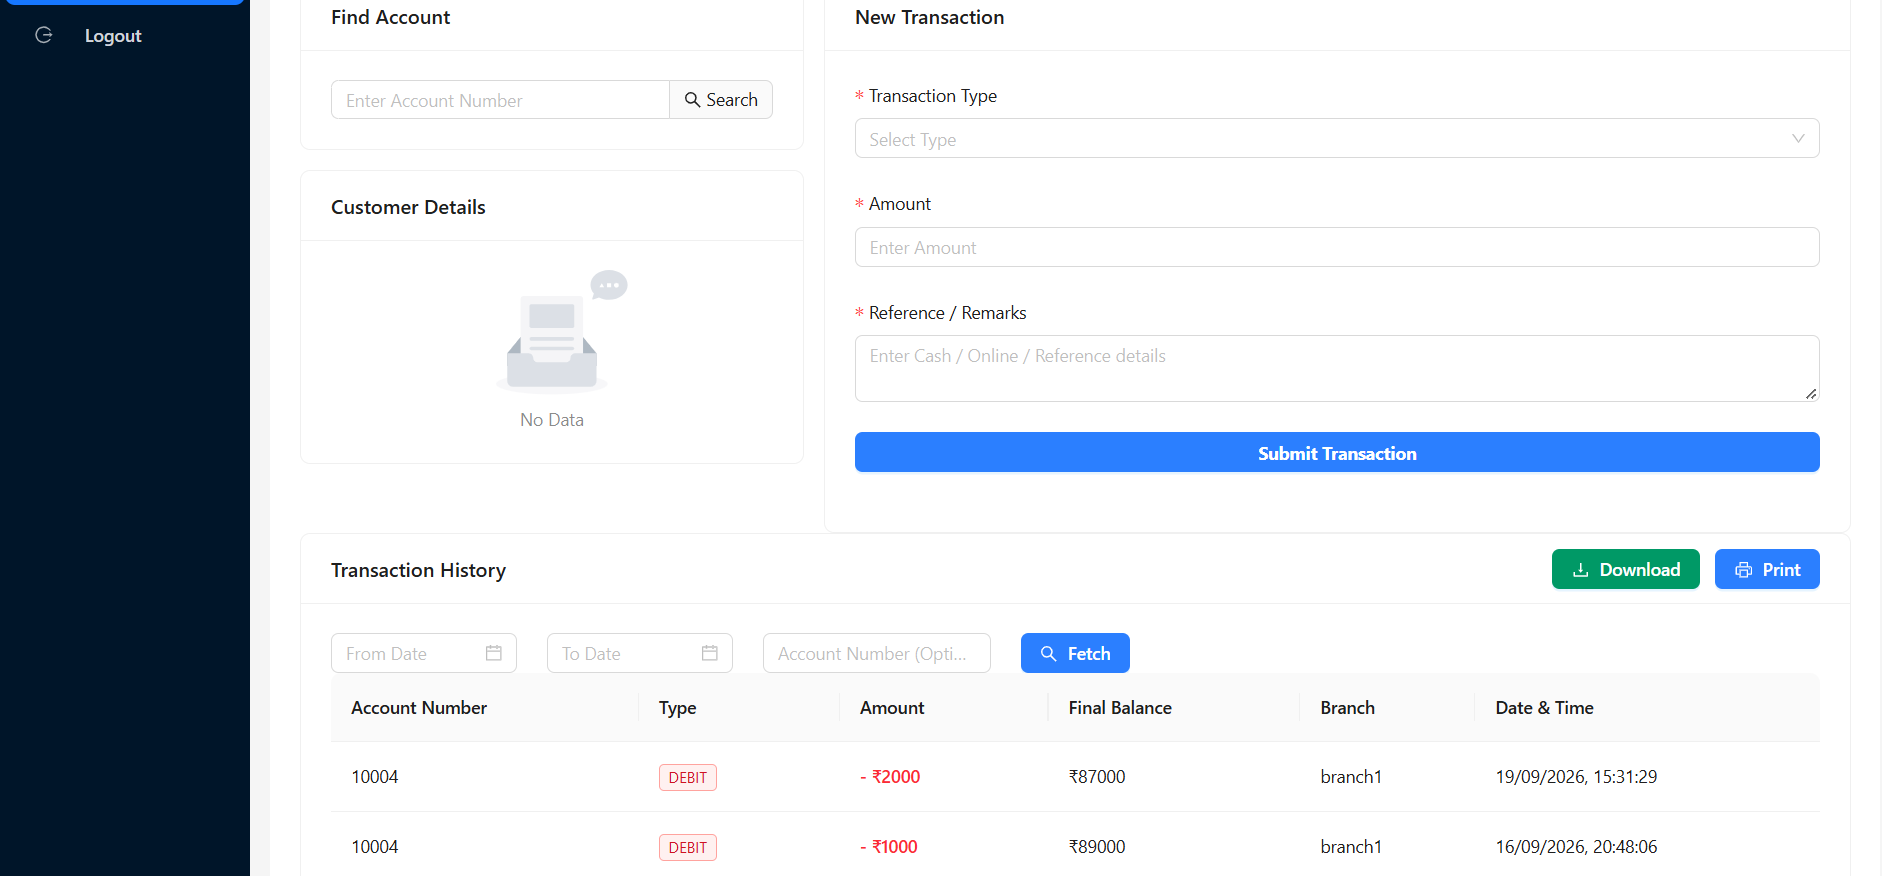 Logout
Find Account
Enter Account Number
Search
Customer Details
No Data
New Transaction
* Transaction Type
Select Type
* Amount
Enter Amount
* Reference / Remarks
Enter Cash / Online / Reference details
Submit Transaction
Transaction History
Download
Print
From Date
To Date
Account Number (Opti...
Fetch
Account Number Type Amount Final Balance Branch Date & Time
10004 DEBIT - ₹2000 ₹87000 branch1 19/09/2026, 15:31:29
10004 DEBIT - ₹1000 ₹89000 branch1 16/09/2026, 20:48:06